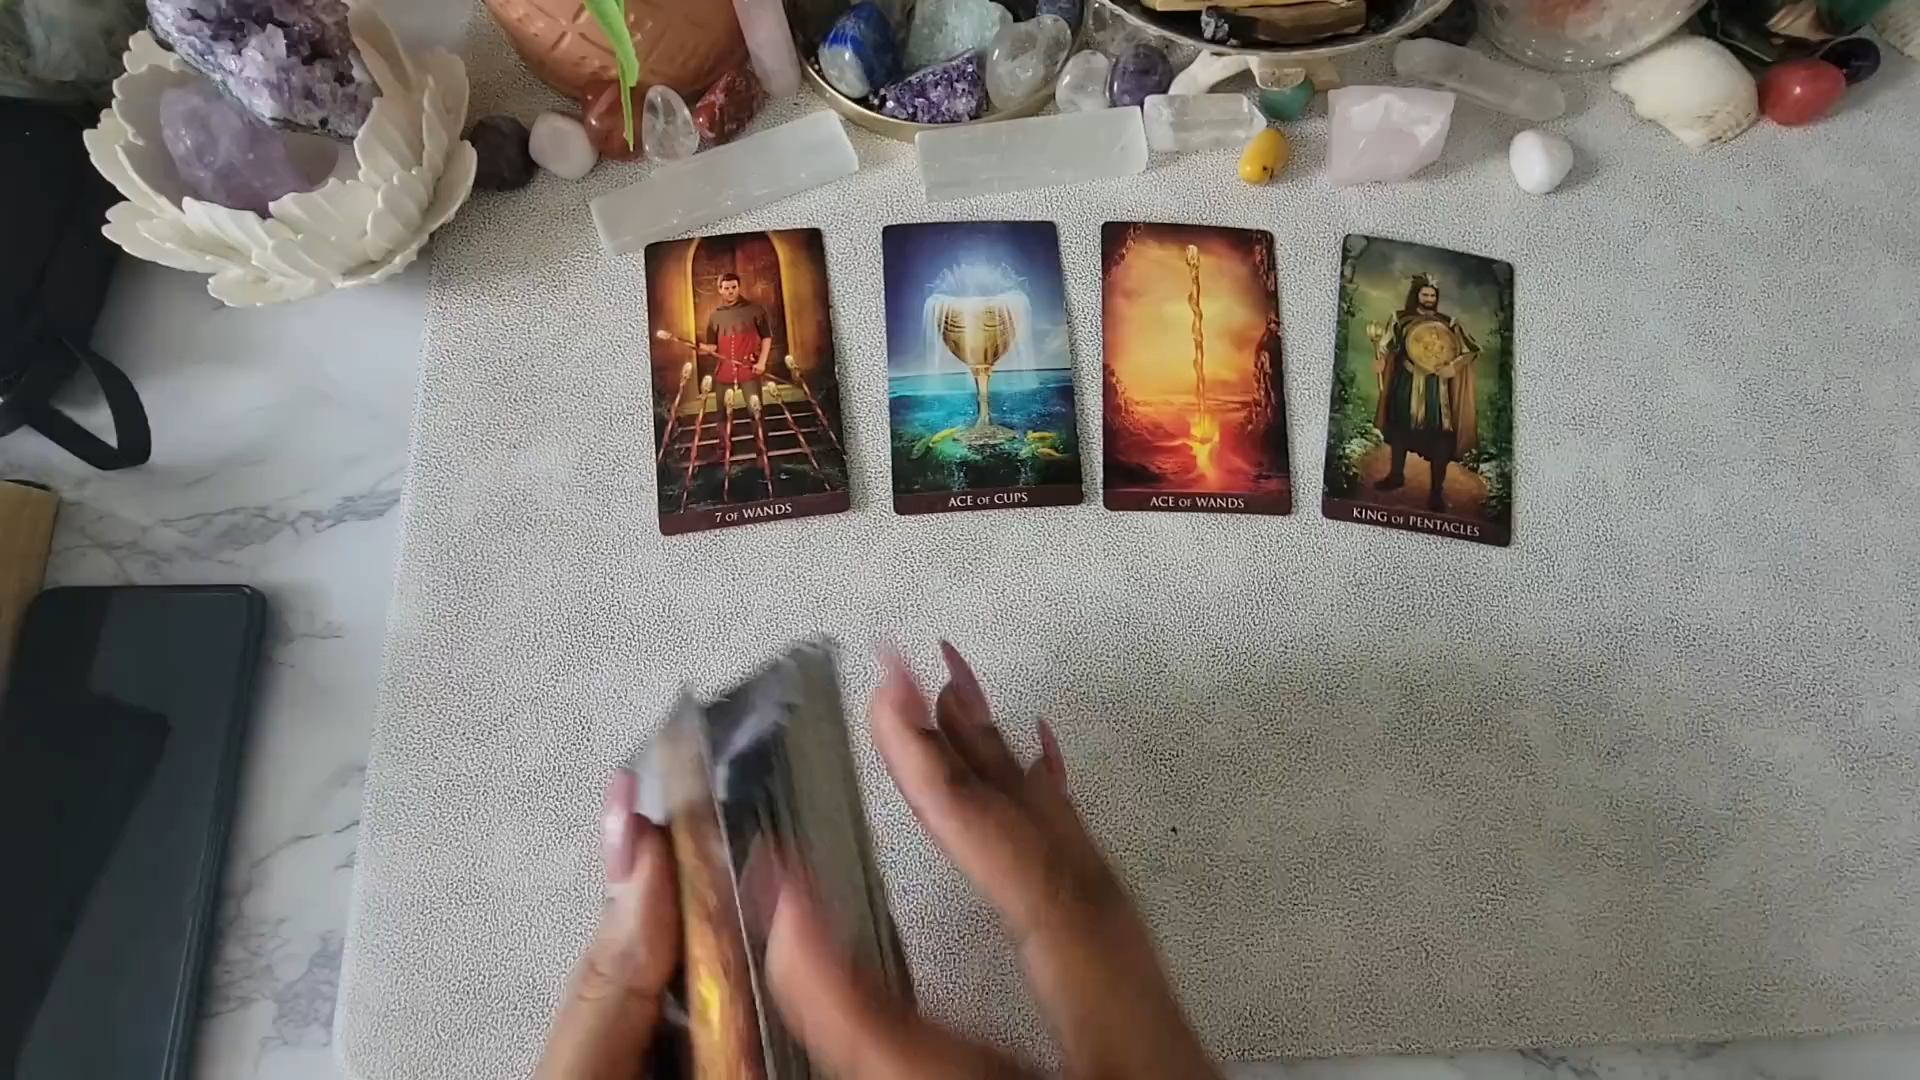 7 OF WANDS
ACE OF CUPS
ACE OF WANDS
KING OF PENTACLES